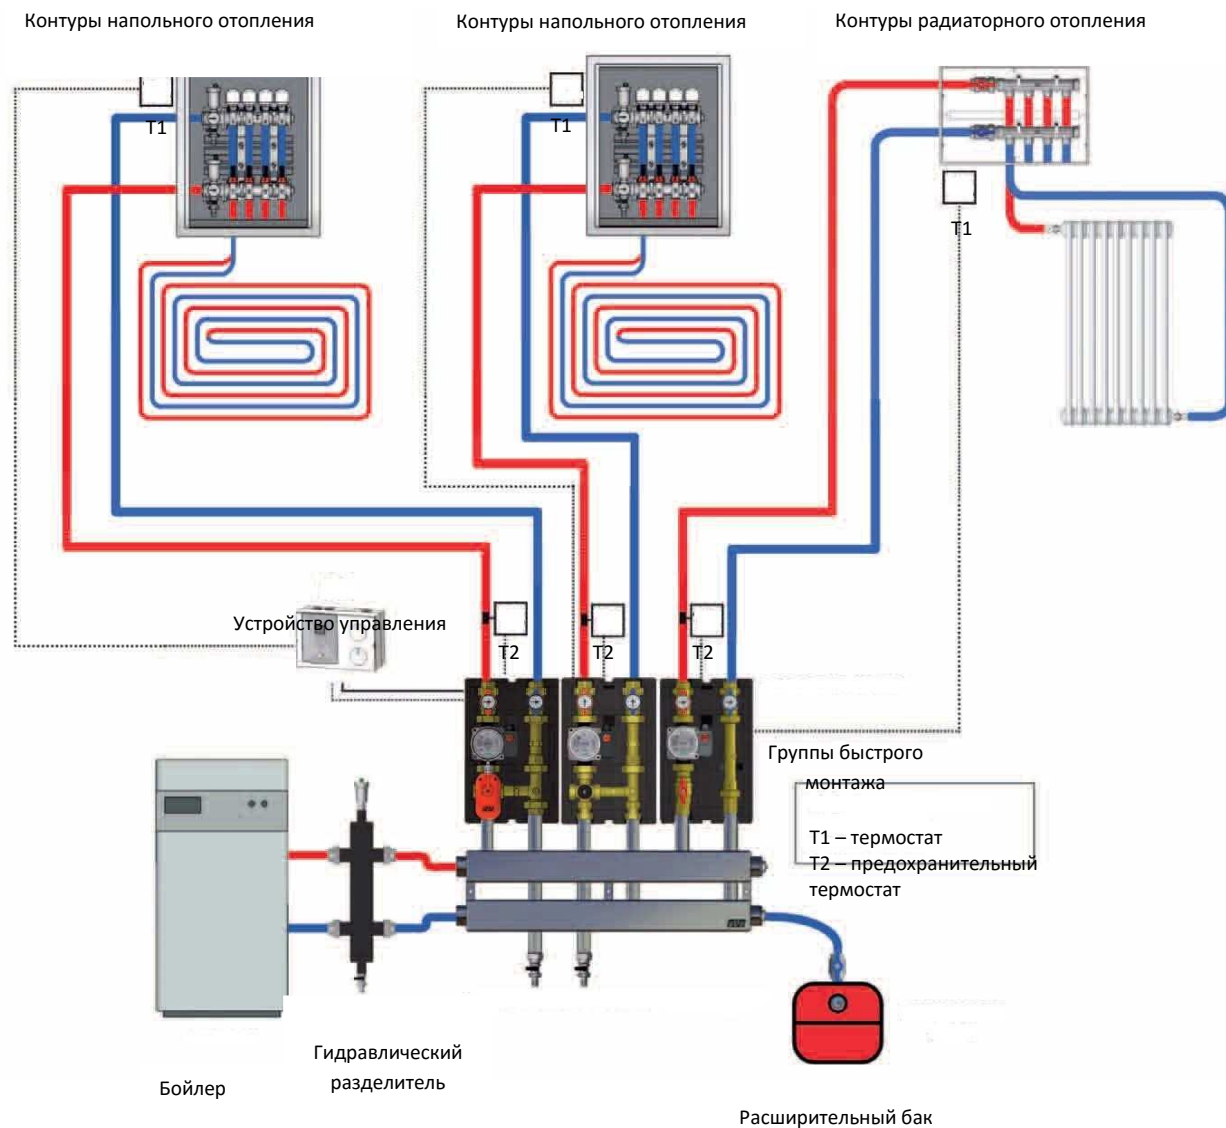 Контуры напольного отопления
Контуры напольного отопления
Контуры радиаторного отопления
T1
T1
T1
Устройство управления
T2
T2
T2
Группы быстрого
монтажа
T1 – термостат
T2 – предохранительный
термостат
Гидравлический
разделитель
Бойлер
Расширительный бак